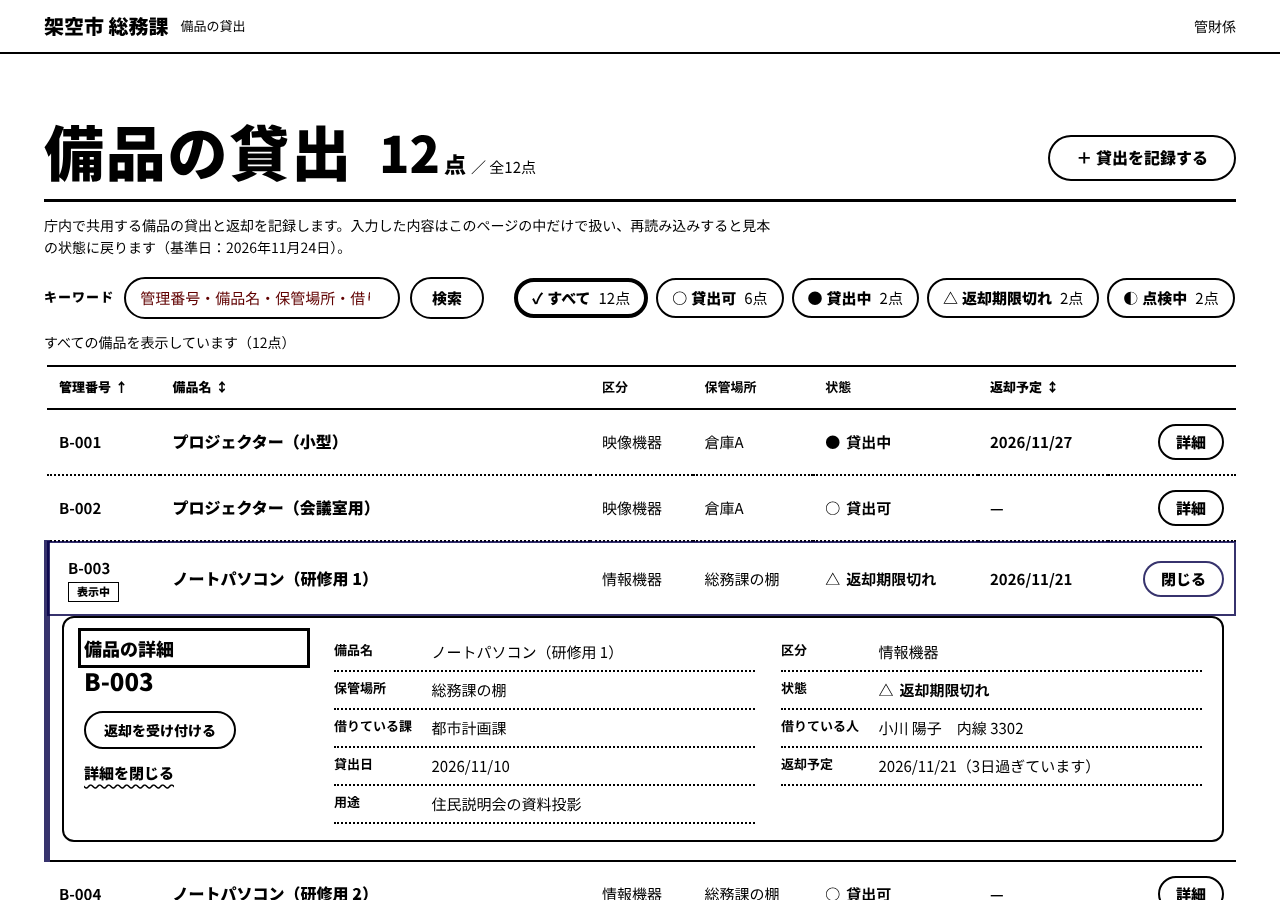 架空市 総務課 備品の貸出 管財係
備品の貸出 12点 ／ 全12点 ＋ 貸出を記録する
庁内で共用する備品の貸出と返却を記録します。入力した内容はこのページの中だけで扱い、再読み込みすると見本
の状態に戻ります（基準日：2026年11月24日）。
キーワード 管理番号・備品名・保管場所・借 検索 ✓ すべて 12点 ○ 貸出可 6点 ● 貸出中 2点 △ 返却期限切れ 2点 ◐ 点検中 2点
すべての備品を表示しています（12点）
管理番号 ↑ 備品名 ↕ 区分 保管場所 状態 返却予定 ↕
B-001 プロジェクター（小型） 映像機器 倉庫A ● 貸出中 2026/11/27 詳細
B-002 プロジェクター（会議室用） 映像機器 倉庫A ○ 貸出可 — 詳細
B-003 ノートパソコン（研修用 1） 情報機器 総務課の棚 △ 返却期限切れ 2026/11/21 閉じる
表示中
備品の詳細
B-003
返却を受け付ける
詳細を閉じる
備品名 ノートパソコン（研修用 1） 区分 情報機器
保管場所 総務課の棚 状態 △ 返却期限切れ
借りている課 都市計画課 借りている人 小川 陽子　内線 3302
貸出日 2026/11/10 返却予定 2026/11/21（3日過ぎています）
用途 住民説明会の資料投影
B-004 ノートパソコン（研修用 2） 情報機器 総務課の棚 ○ 貸出可 — 詳細